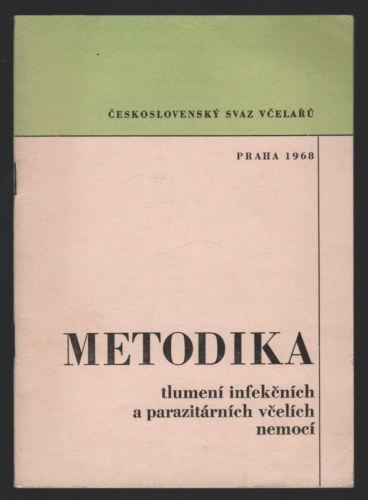 ČESKOSLOVENSKÝ SVAZ VČELAŘŮ
PRAHA 1968
METODIKA
tlumení infekčních
a parazitárních včelích
nemocí